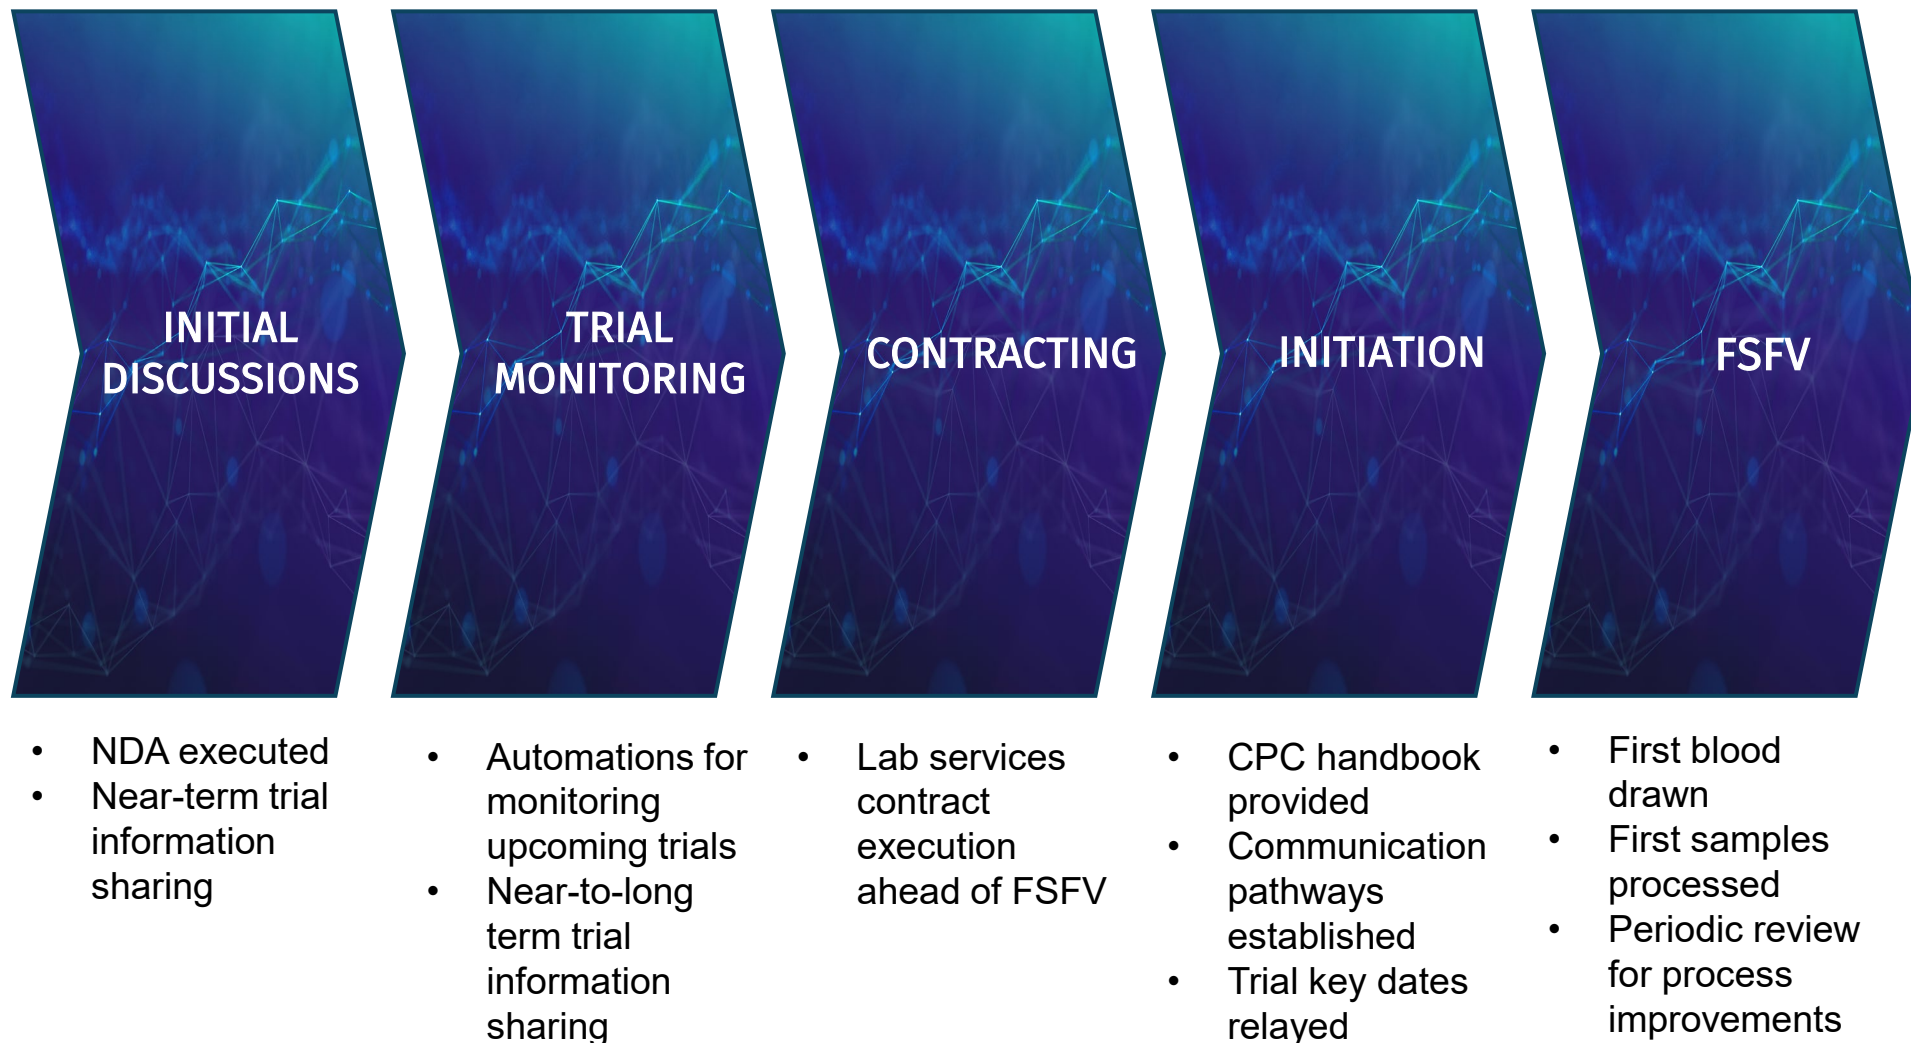 INITIAL
DISCUSSIONS
TRIAL
MONITORING
CONTRACTING
INITIATION
FSFV
• NDA executed
• Near-term trial
information
sharing
• Automations for
monitoring
upcoming trials
• Near-to-long
term trial
information
sharing
• Lab services
contract
execution
ahead of FSFV
• CPC handbook
provided
• Communication
pathways
established
• Trial key dates
relayed
• First blood
drawn
• First samples
processed
• Periodic review
for process
improvements